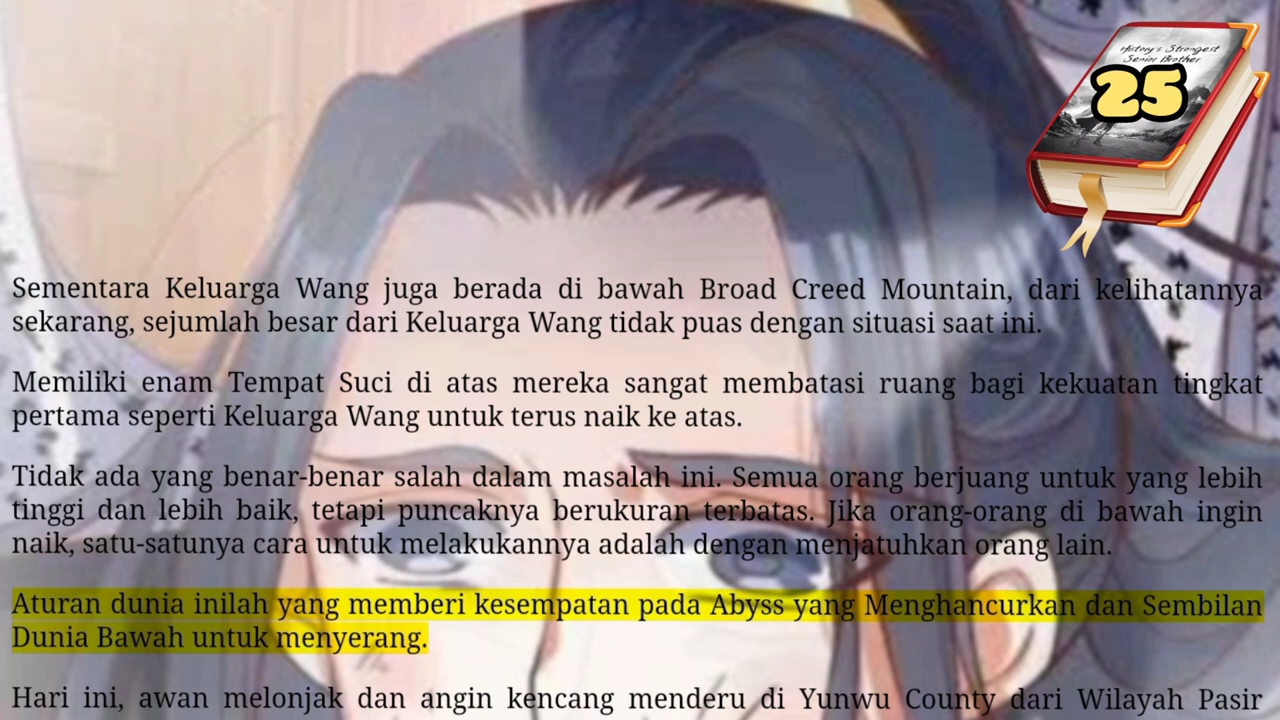 History's Strongest
Senior Brother
25
Sementara Keluarga Wang juga berada di bawah Broad Creed Mountain, dari kelihatannya
sekarang, sejumlah besar dari Keluarga Wang tidak puas dengan situasi saat ini.
Memiliki enam Tempat Suci di atas mereka sangat membatasi ruang bagi kekuatan tingkat
pertama seperti Keluarga Wang untuk terus naik ke atas.
Tidak ada yang benar-benar salah dalam masalah ini. Semua orang berjuang untuk yang lebih
tinggi dan lebih baik, tetapi puncaknya berukuran terbatas. Jika orang-orang di bawah ingin
naik, satu-satunya cara untuk melakukannya adalah dengan menjatuhkan orang lain.
Aturan dunia inilah yang memberi kesempatan pada Abyss yang Menghancurkan dan Sembilan
Dunia Bawah untuk menyerang.
Hari ini, awan melonjak dan angin kencang menderu di Yunwu County dari Wilayah Pasir